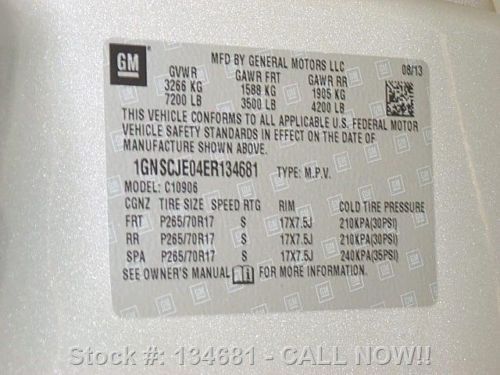 GM
MFD BY GENERAL MOTORS LLC
08/13
GVWR GAWR FRT GAWR RR
3266 KG 1588 KG 1905 KG
7200 LB 3500 LB 4200 LB
THIS VEHICLE CONFORMS TO ALL APPLICABLE U.S. FEDERAL MOTOR
VEHICLE SAFETY STANDARDS IN EFFECT ON THE DATE OF
MANUFACTURE SHOWN ABOVE.
1GNSCJE04ER134681 TYPE: M.P.V.
MODEL: C10906
CGNZ TIRE SIZE SPEED RTG RIM COLD TIRE PRESSURE
FRT P265/70R17 S 17X7.5J 210KPA(30PSI)
RR P265/70R17 S 17X7.5J 210KPA(30PSI)
SPA P265/70R17 S 17X7.5J 240KPA(35PSI)
SEE OWNER'S MANUAL FOR MORE INFORMATION.
Stock #: 134681 - CALL NOW!!